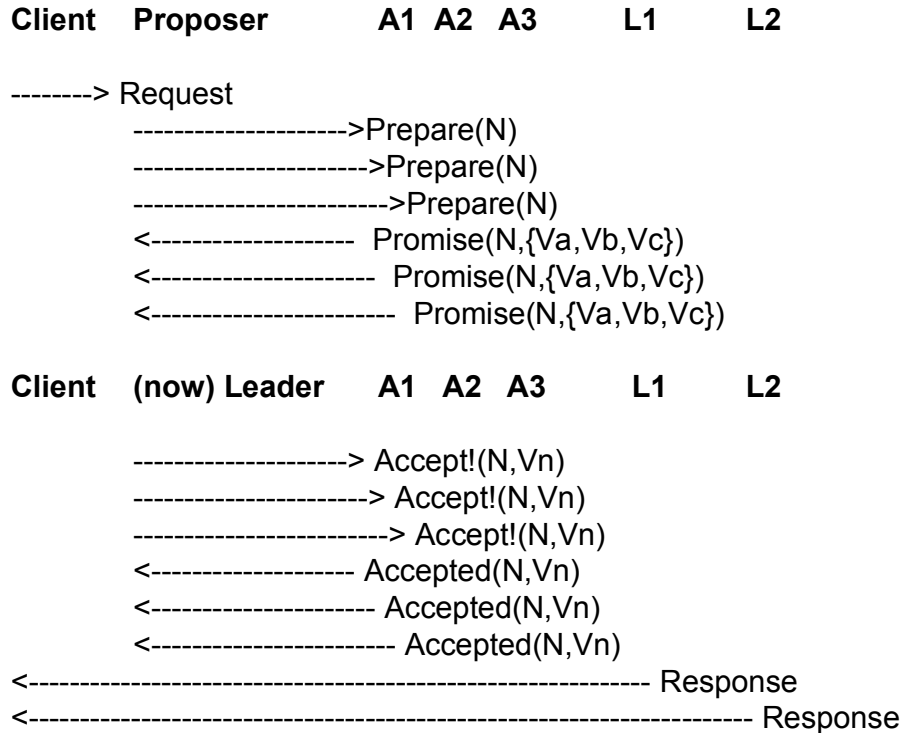 Client Proposer A1 A2 A3 L1 L2
--------> Request
--------------------->Prepare(N)
----------------------->Prepare(N)
------------------------->Prepare(N)
<-------------------- Promise(N,{Va,Vb,Vc})
<---------------------- Promise(N,{Va,Vb,Vc})
<------------------------ Promise(N,{Va,Vb,Vc})
Client (now) Leader A1 A2 A3 L1 L2
---------------------> Accept!(N,Vn)
-----------------------> Accept!(N,Vn)
-------------------------> Accept!(N,Vn)
<-------------------- Accepted(N,Vn)
<---------------------- Accepted(N,Vn)
<------------------------ Accepted(N,Vn)
<------------------------------------------------------------- Response
<----------------------------------------------------------------------- Response